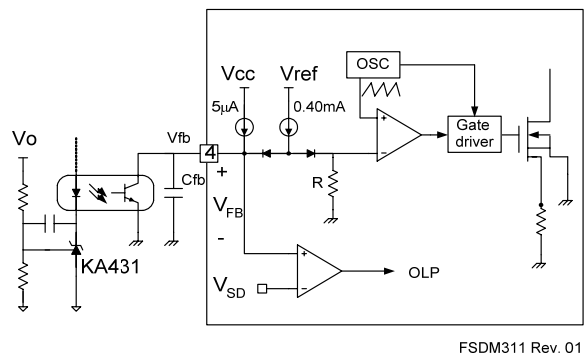 OSC
Vcc Vref
5μA 0.40mA
Vo
Vfb
4
Gate
driver
+
−
Cfb
+
R
VFB
-
KA431
+
−
VSD
OLP
FSDM311 Rev. 01